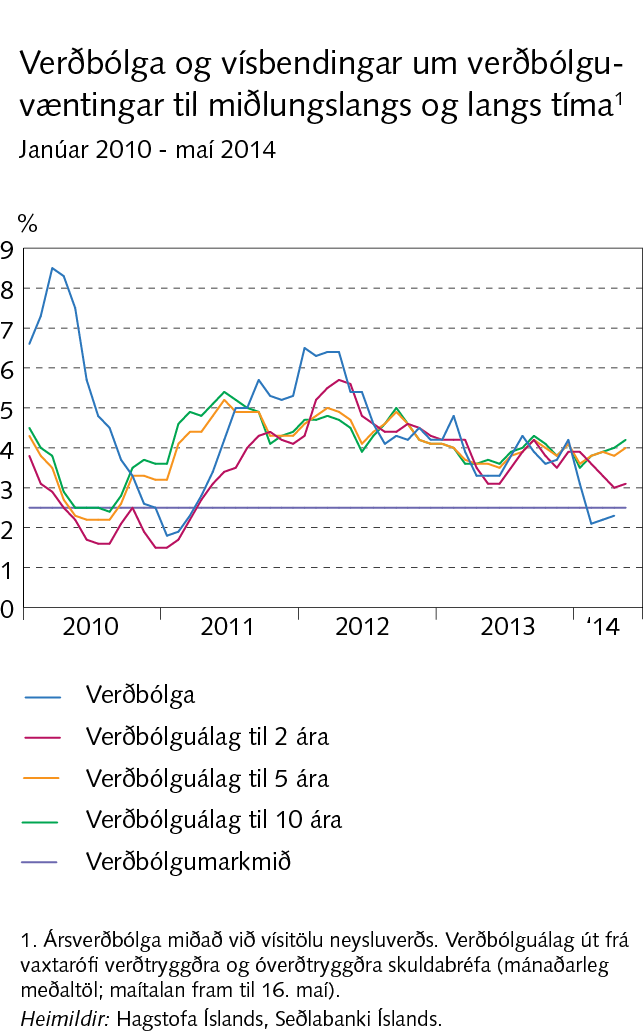 Verðbólga og vísbendingar um verðbólgu-
væntingar til miðlungslangs og langs tíma¹
Janúar 2010 - maí 2014
%
9
8
7
6
5
4
3
2
1
0
2010 2011 2012 2013 ‘14
Verðbólga
Verðbólguálag til 2 ára
Verðbólguálag til 5 ára
Verðbólguálag til 10 ára
Verðbólgumarkmið
1. Ársverðbólga miðað við vísitölu neysluverðs. Verðbólguálag út frá
vaxtarófi verðtryggðra og óverðtryggðra skuldabréfa (mánaðarleg
meðaltöl; maítalan fram til 16. maí).
Heimildir: Hagstofa Íslands, Seðlabanki Íslands.